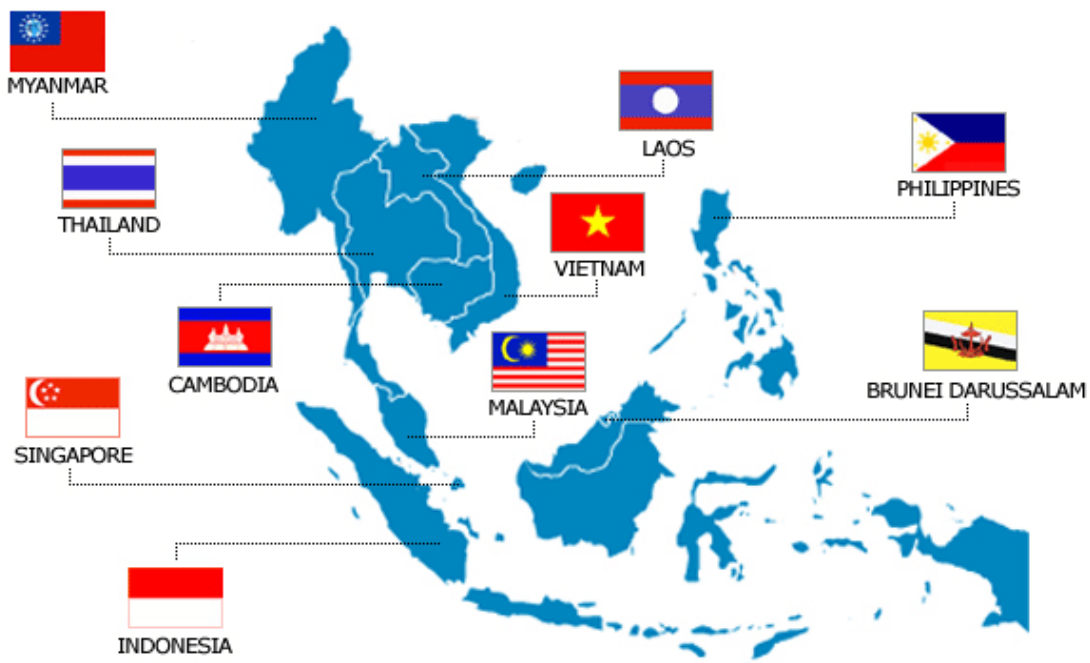 MYANMAR
LAOS
PHILIPPINES
THAILAND
VIETNAM
CAMBODIA
MALAYSIA
BRUNEI DARUSSALAM
SINGAPORE
INDONESIA